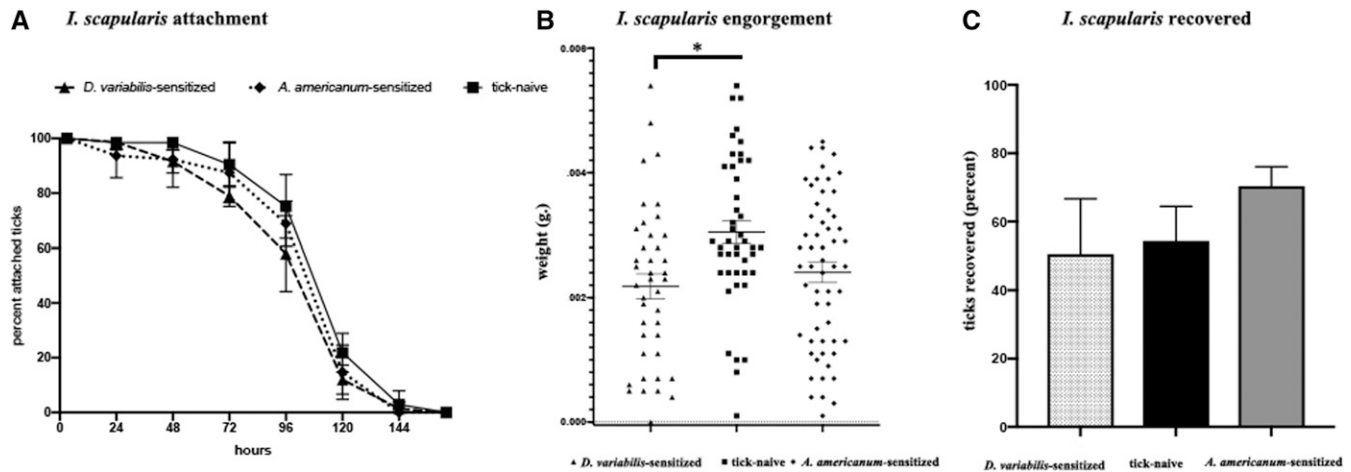 A
I. scapularis attachment
D. variabilis-sensitized
A. americanum-sensitized
tick-naive
percent attached ticks
100
80
60
40
20
0
0 24 48 72 96 120 144
hours
B
I. scapularis engorgement
*
weight (g.)
0.006
.004
.002
0.000
D. variabilis-sensitized tick-naive A. americanum-sensitized
C
I. scapularis recovered
ticks recovered (percent)
100
80
60
40
20
0
D. variabilis-sensitized tick-naive A. americanum-sensitized